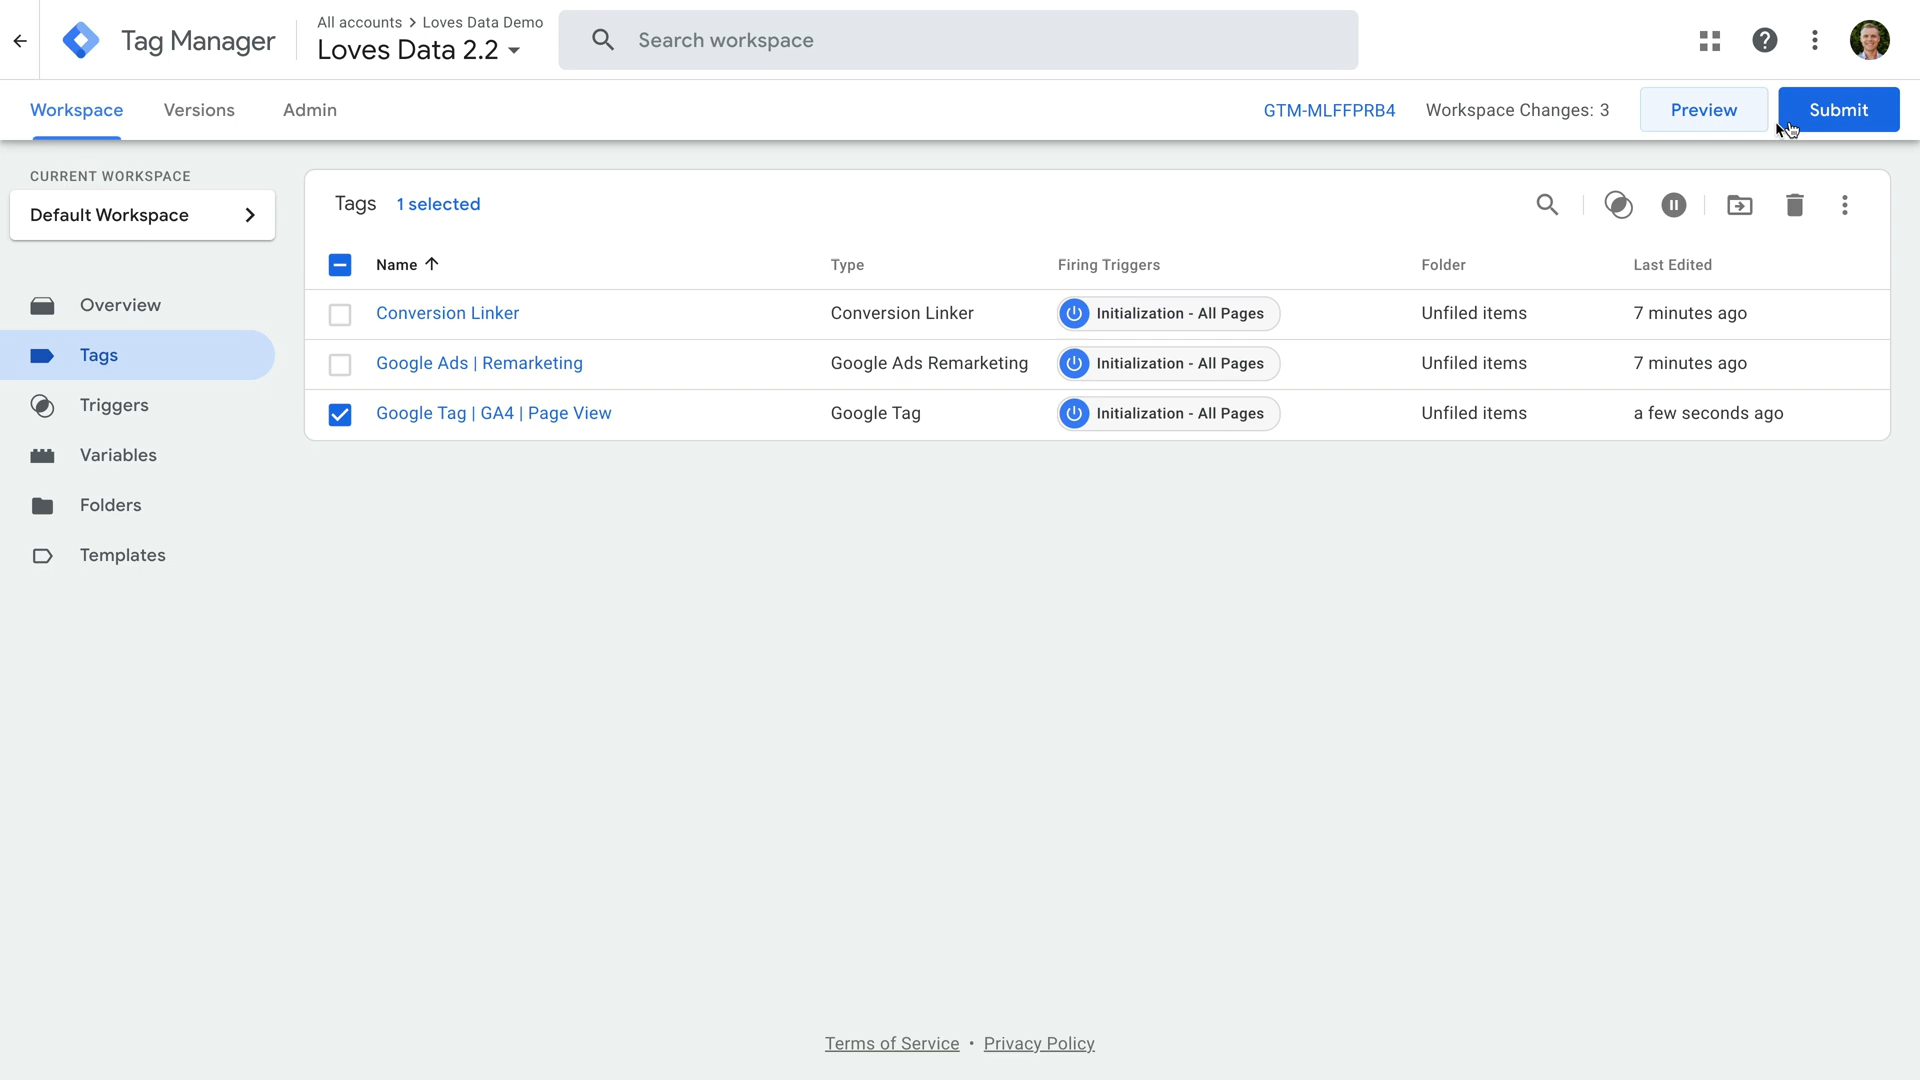 Tag Manager
All accounts > Loves Data Demo
Loves Data 2.2
Search workspace
Workspace
Versions
Admin
GTM-MLFFPRB4
Workspace Changes: 3
Preview
Submit
CURRENT WORKSPACE
Default Workspace
Overview
Tags
Triggers
Variables
Folders
Templates
Tags 1 selected
Name Type Firing Triggers Folder Last Edited
Conversion Linker Conversion Linker Initialization - All Pages Unfiled items 7 minutes ago
Google Ads | Remarketing Google Ads Remarketing Initialization - All Pages Unfiled items 7 minutes ago
Google Tag | GA4 | Page View Google Tag Initialization - All Pages Unfiled items a few seconds ago
Terms of Service • Privacy Policy